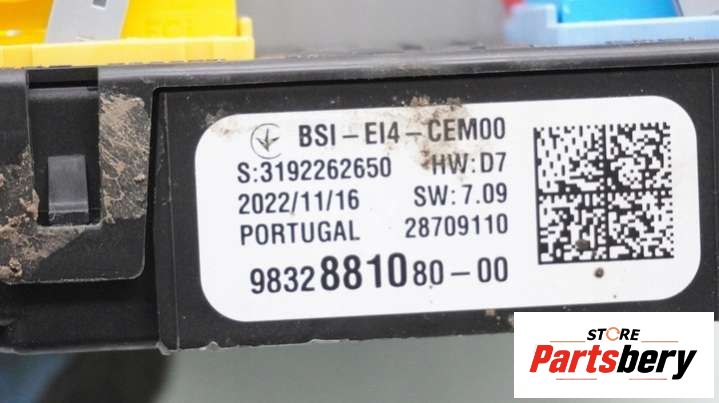 BSI-EI4-CEM00
S:3192262650 HW:D7
2022/11/16 SW:7.09
PORTUGAL 28709110
9832881080-00
STORE
Partsbery